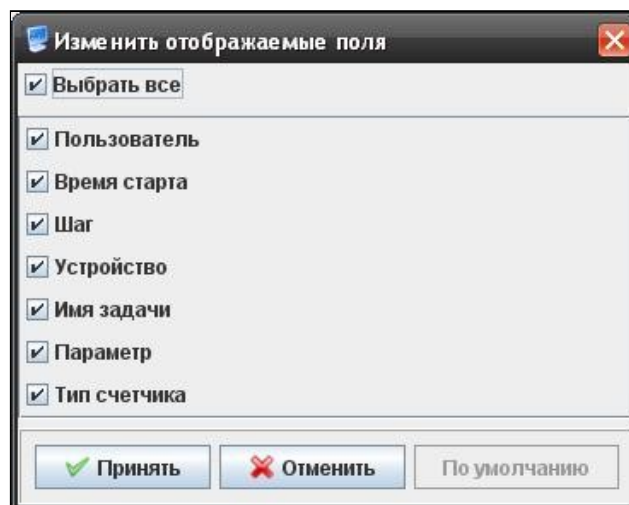 Изменить отображаемые поля
Выбрать все
Пользователь
Время старта
Шаг
Устройство
Имя задачи
Параметр
Тип счетчика
Принять Отменить По умолчанию